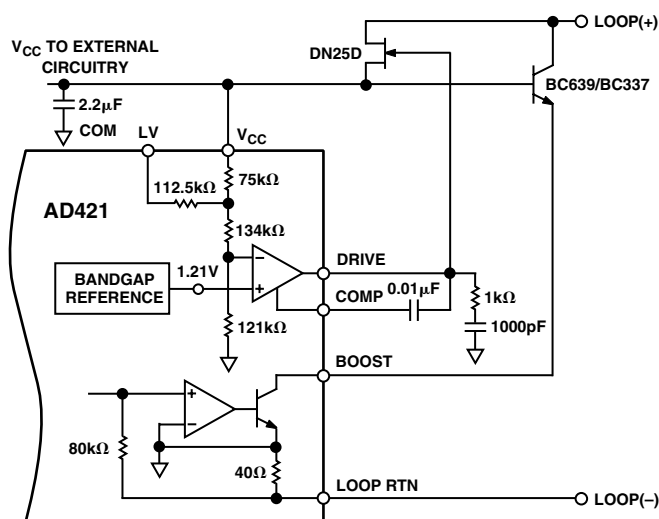 LOOP(+)
DN25D
V_CC TO EXTERNAL
CIRCUITRY
BC639/BC337
2.2μF
COM
LV
V_CC
112.5kΩ
75kΩ
AD421
134kΩ
BANDGAP
REFERENCE
1.21V
−
+
DRIVE
COMP
0.01μF
1kΩ
1000pF
121kΩ
BOOST
+
−
80kΩ
40Ω
LOOP RTN
LOOP(–)